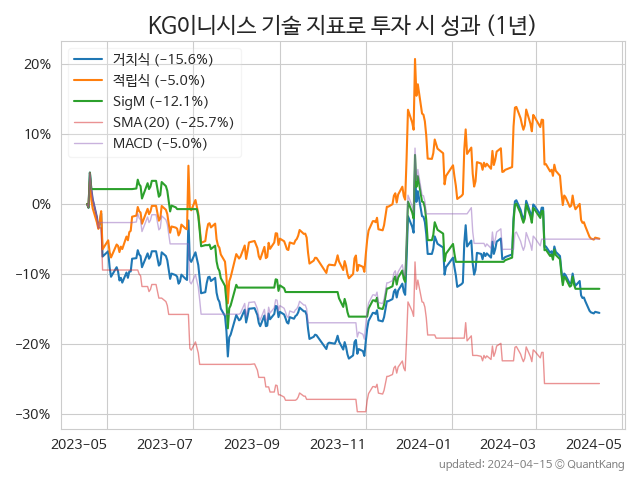 KG이니시스 기술 지표로 투자 시 성과 (1년)
거치식 (−15.6%)
적립식 (−5.0%)
SigM (−12.1%)
SMA(20) (−25.7%)
MACD (−5.0%)
20%
10%
0%
−10%
−20%
−30%
2023-05 2023-07 2023-09 2023-11 2024-01 2024-03 2024-05
updated: 2024-04-15 © QuantKang